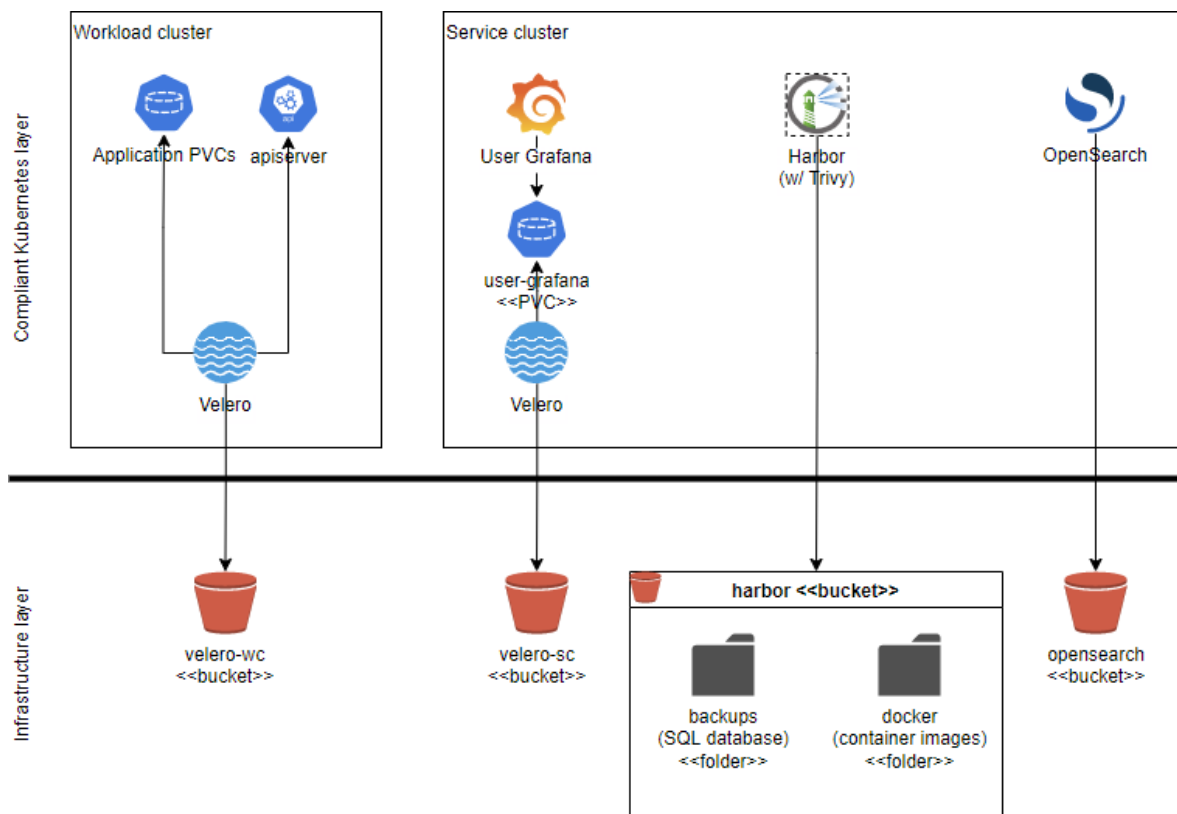 Workload cluster
Service cluster
Compliant Kubernetes layer
api
Application PVCs
apiserver
User Grafana
Harbor
(w/ Trivy)
OpenSearch
user-grafana
<<PVC>>
Velero
Velero
Infrastructure layer
harbor <<bucket>>
velero-wc
<<bucket>>
velero-sc
<<bucket>>
backups
(SQL database)
<<folder>>
docker
(container images)
<<folder>>
opensearch
<<bucket>>